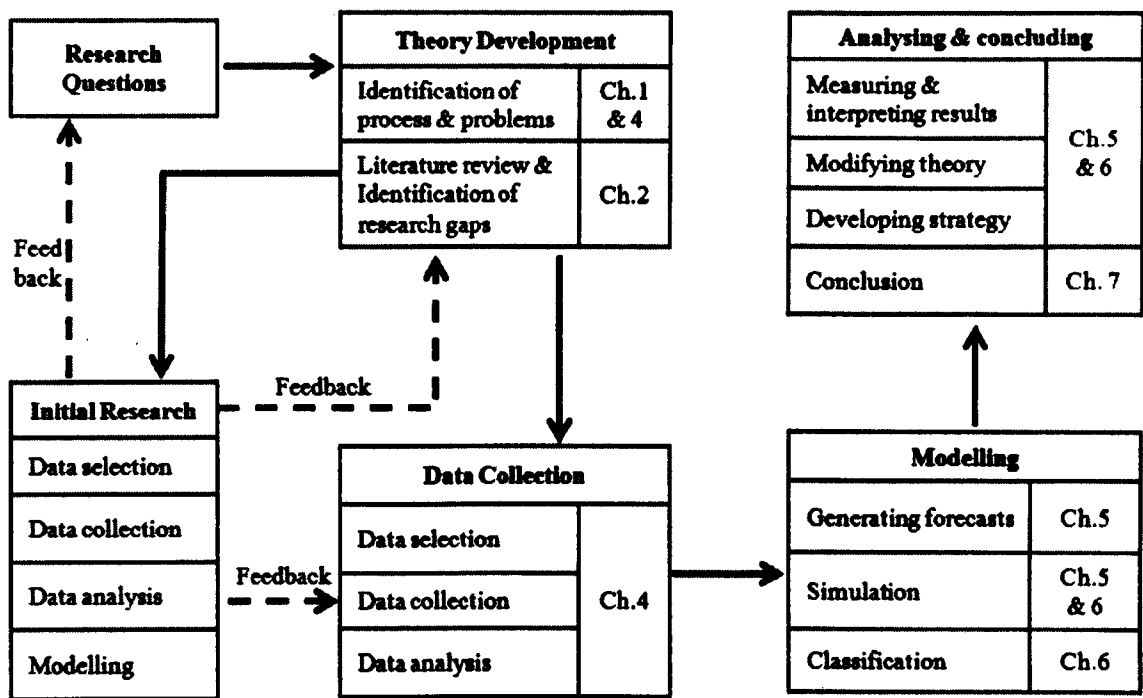 Research
Questions
Theory Development
Identification of
process & problems
Ch.1
& 4
Literature review &
Identification of
research gaps
Ch.2
Analysing & concluding
Measuring &
interpreting results
Modifying theory
Developing strategy
Ch.5
& 6
Conclusion
Ch. 7
Feed
back
Feedback
Initial Research
Data selection
Data collection
Data analysis
Modelling
Feedback
Data Collection
Data selection
Data collection
Data analysis
Ch.4
Modelling
Generating forecasts
Ch.5
Simulation
Ch.5
& 6
Classification
Ch.6